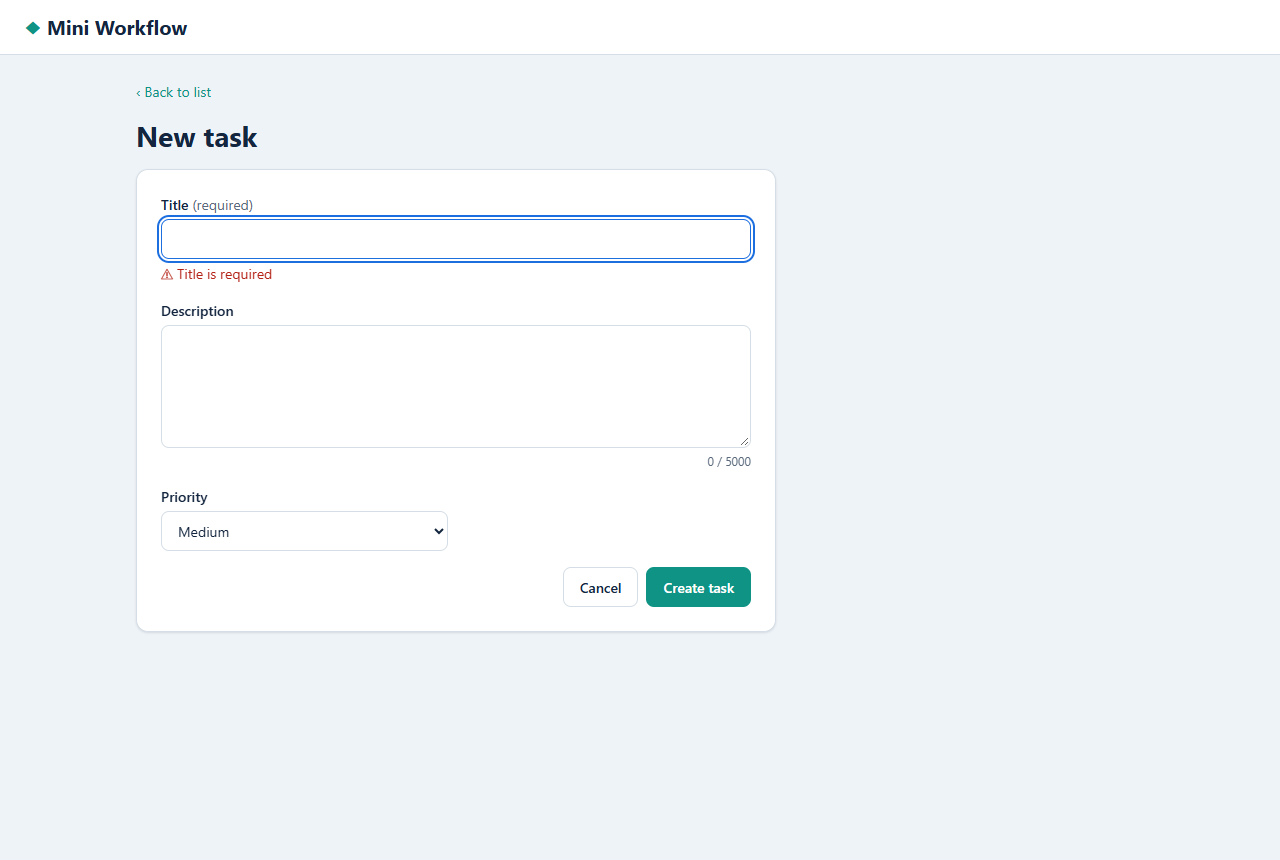 Mini Workflow
‹ Back to list
New task
Title (required)
⚠ Title is required
Description
0 / 5000
Priority
Medium
Cancel
Create task